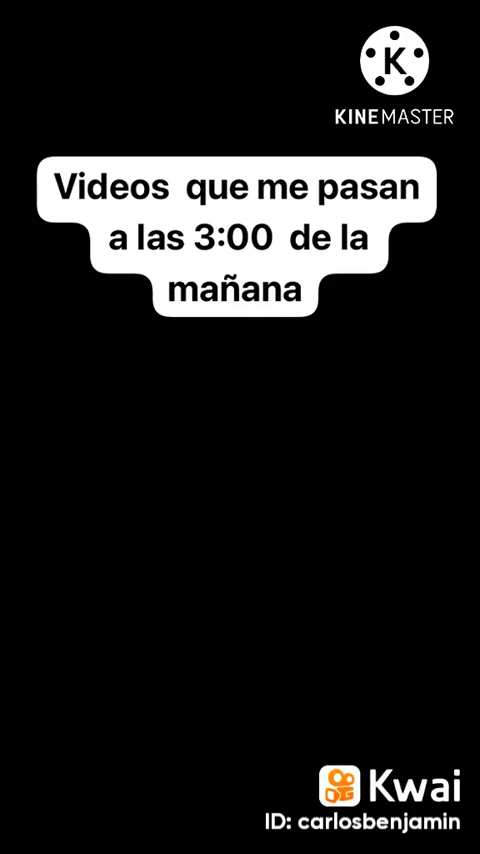 K
KINEMASTER
Videos que me pasan
a las 3:00 de la
mañana
Kwai
ID: carlosbenjamin